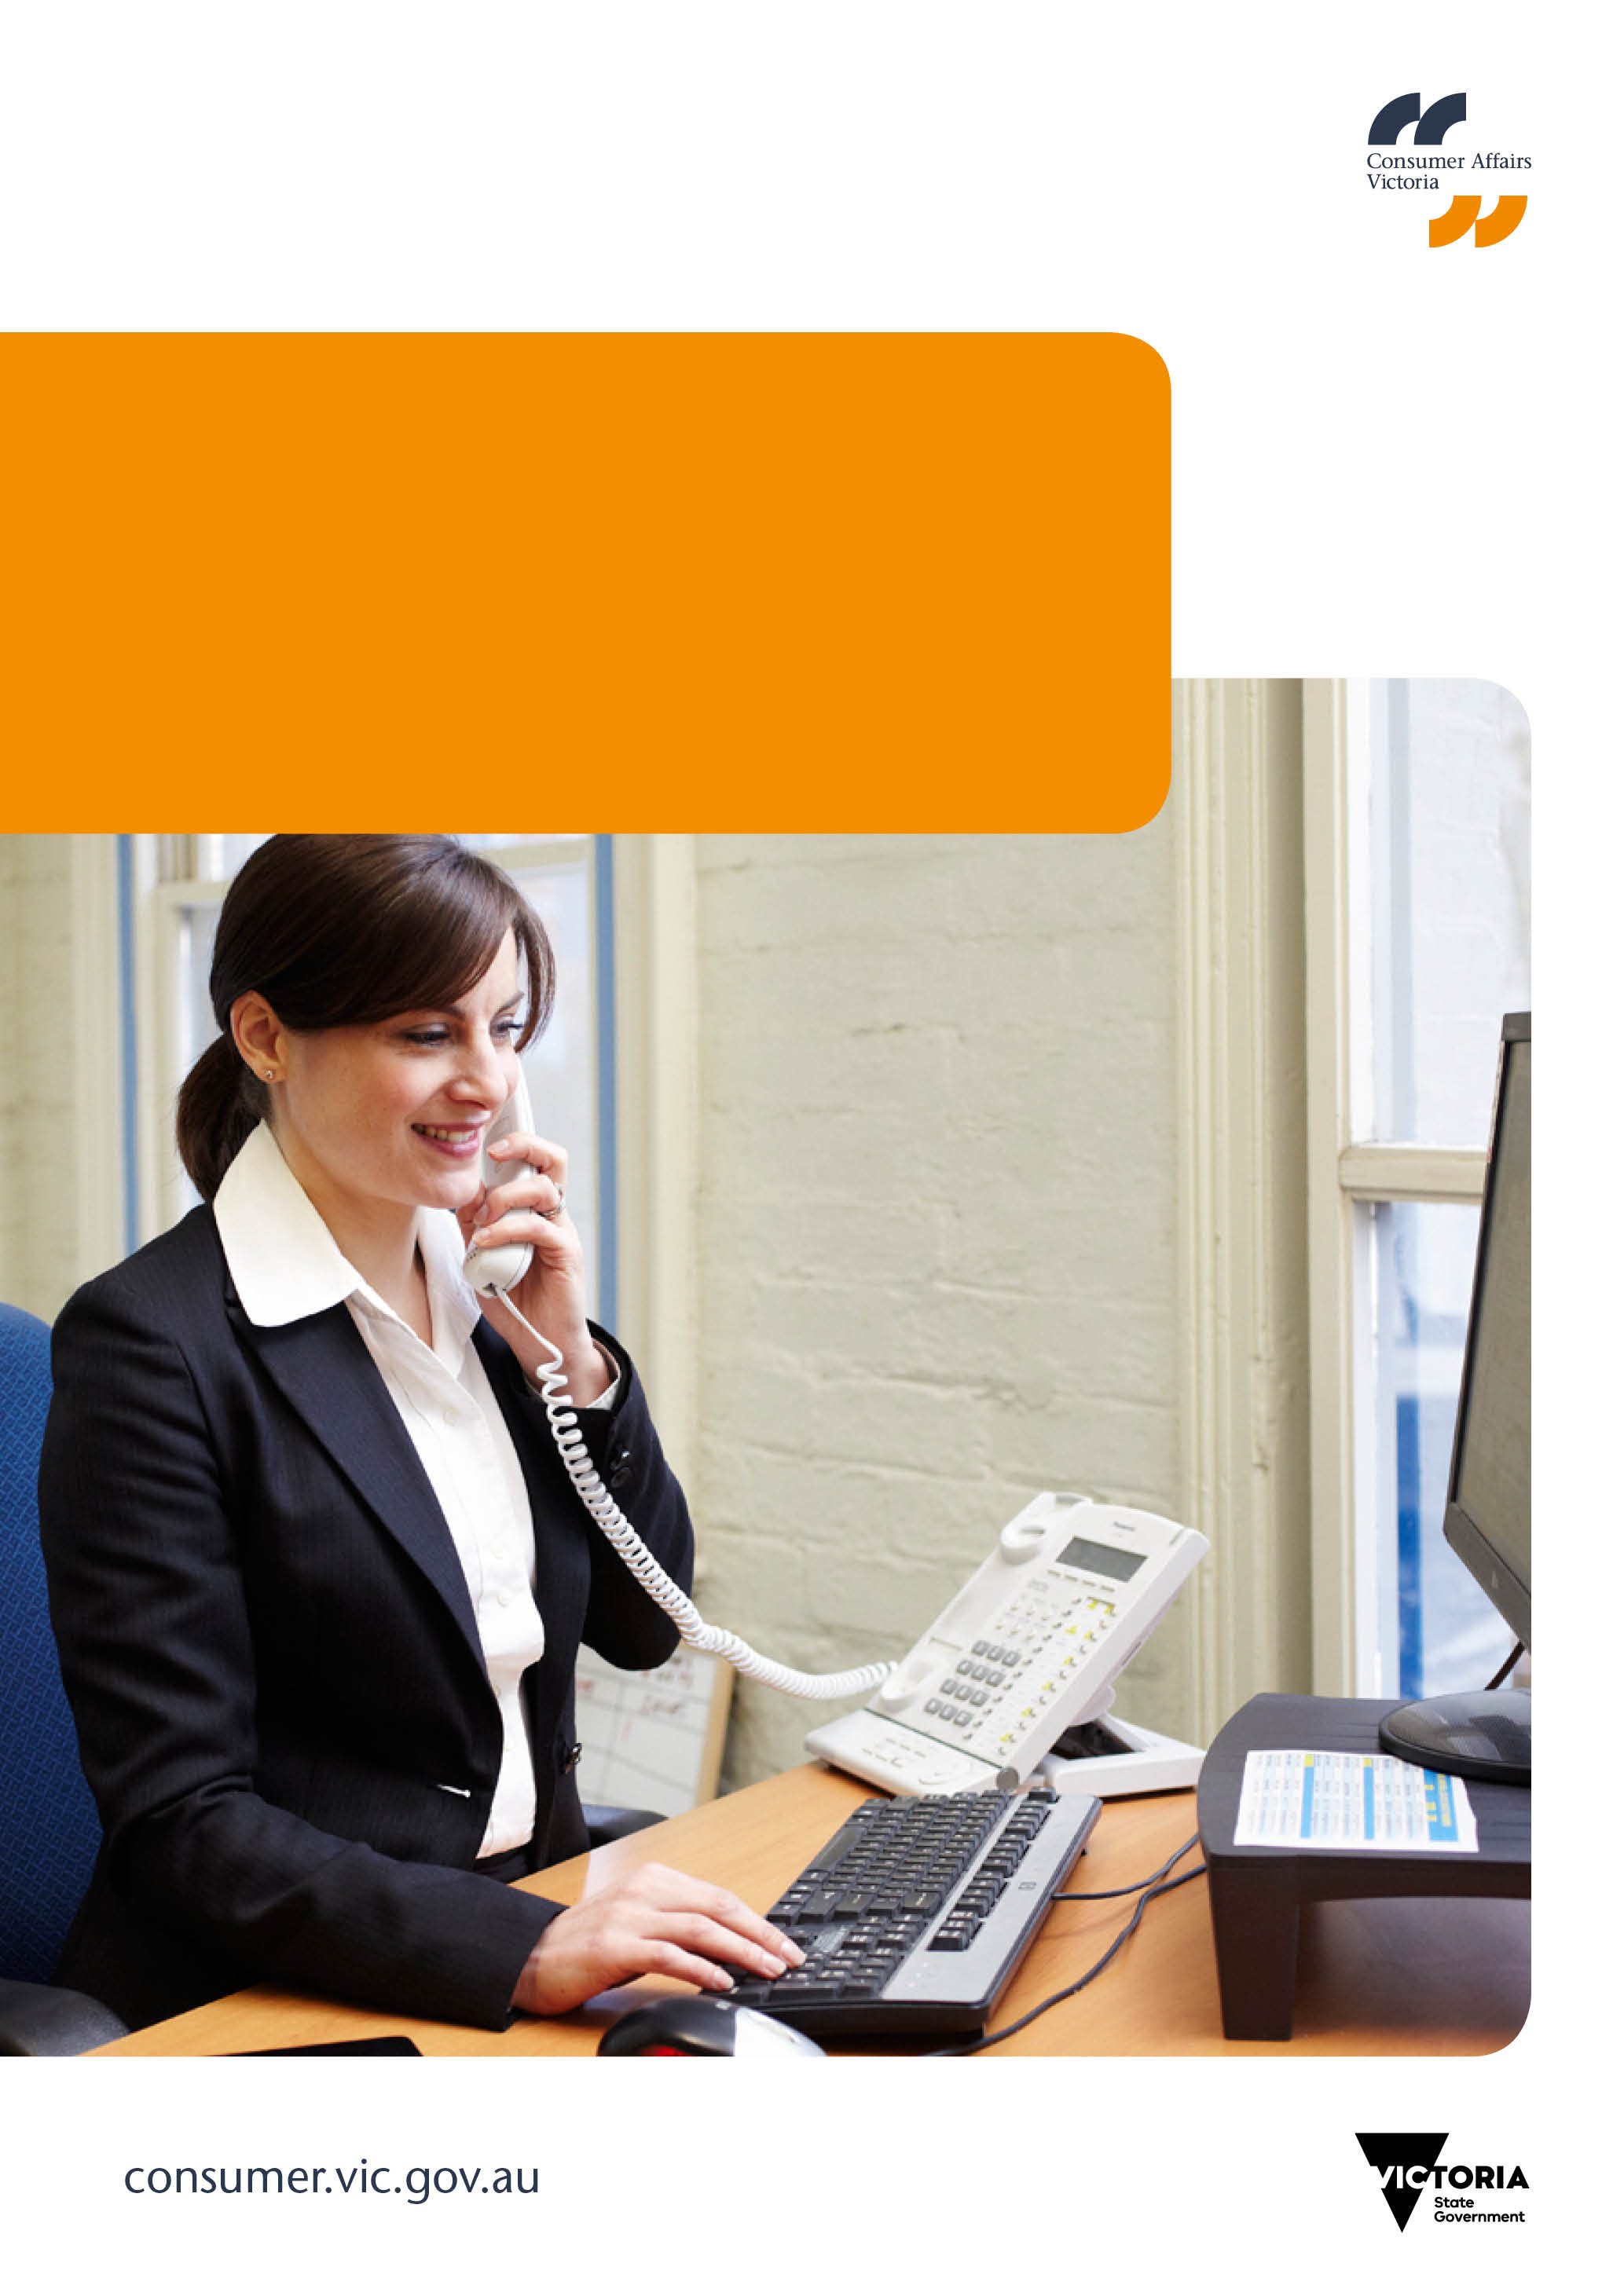 Consumer Affairs
Victoria
consumer.vic.gov.au
VICTORIA
State
Government